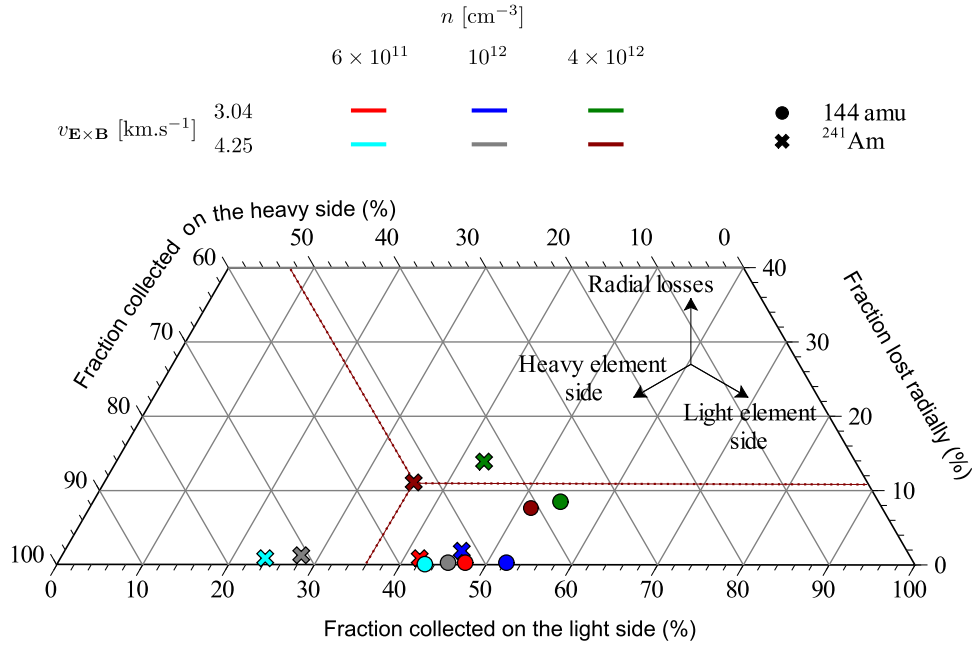 n [cm⁻³]
6 × 10¹¹ 10¹² 4 × 10¹²
v_E×B [km.s⁻¹]
3.04
4.25
144 amu
²⁴¹Am
Fraction collected on the heavy side (%)
60 50 40 30 20 10 0
70
80
90
100
40
30
20
10
0
Fraction lost radially (%)
Radial losses
Heavy element
side
Light element
side
0 10 20 30 40 50 60 70 80 90 100
Fraction collected on the light side (%)